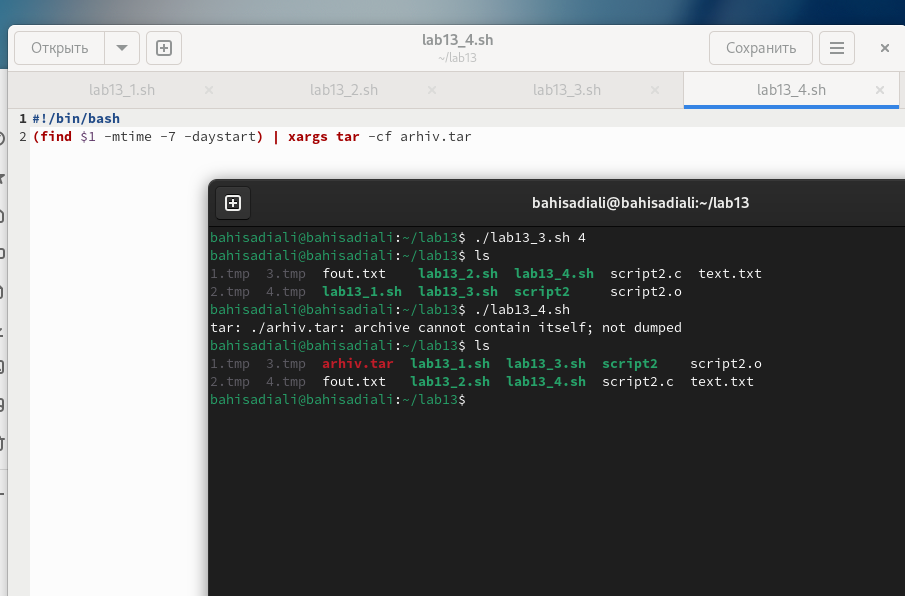 Открыть
lab13_4.sh
~/lab13
Сохранить
lab13_1.sh
lab13_2.sh
lab13_3.sh
lab13_4.sh
1 #!/bin/bash
2 (find $1 -mtime -7 -daystart) | xargs tar -cf arhiv.tar
bahisadiali@bahisadiali:~/lab13
bahisadiali@bahisadiali:~/lab13$ ./lab13_3.sh 4
bahisadiali@bahisadiali:~/lab13$ ls
1.tmp 3.tmp fout.txt lab13_2.sh lab13_4.sh script2.c text.txt
2.tmp 4.tmp lab13_1.sh lab13_3.sh script2 script2.o
bahisadiali@bahisadiali:~/lab13$ ./lab13_4.sh
tar: ./arhiv.tar: archive cannot contain itself; not dumped
bahisadiali@bahisadiali:~/lab13$ ls
1.tmp 3.tmp arhiv.tar lab13_1.sh lab13_3.sh script2 script2.o
2.tmp 4.tmp fout.txt lab13_2.sh lab13_4.sh script2.c text.txt
bahisadiali@bahisadiali:~/lab13$